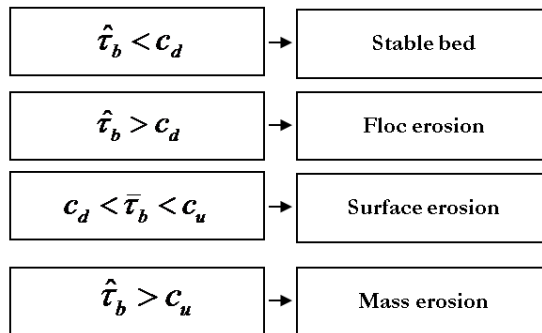 τ̂_b < c_d → Stable bed
τ̂_b > c_d → Floc erosion
c_d < τ̄_b < c_u → Surface erosion
τ̂_b > c_u → Mass erosion